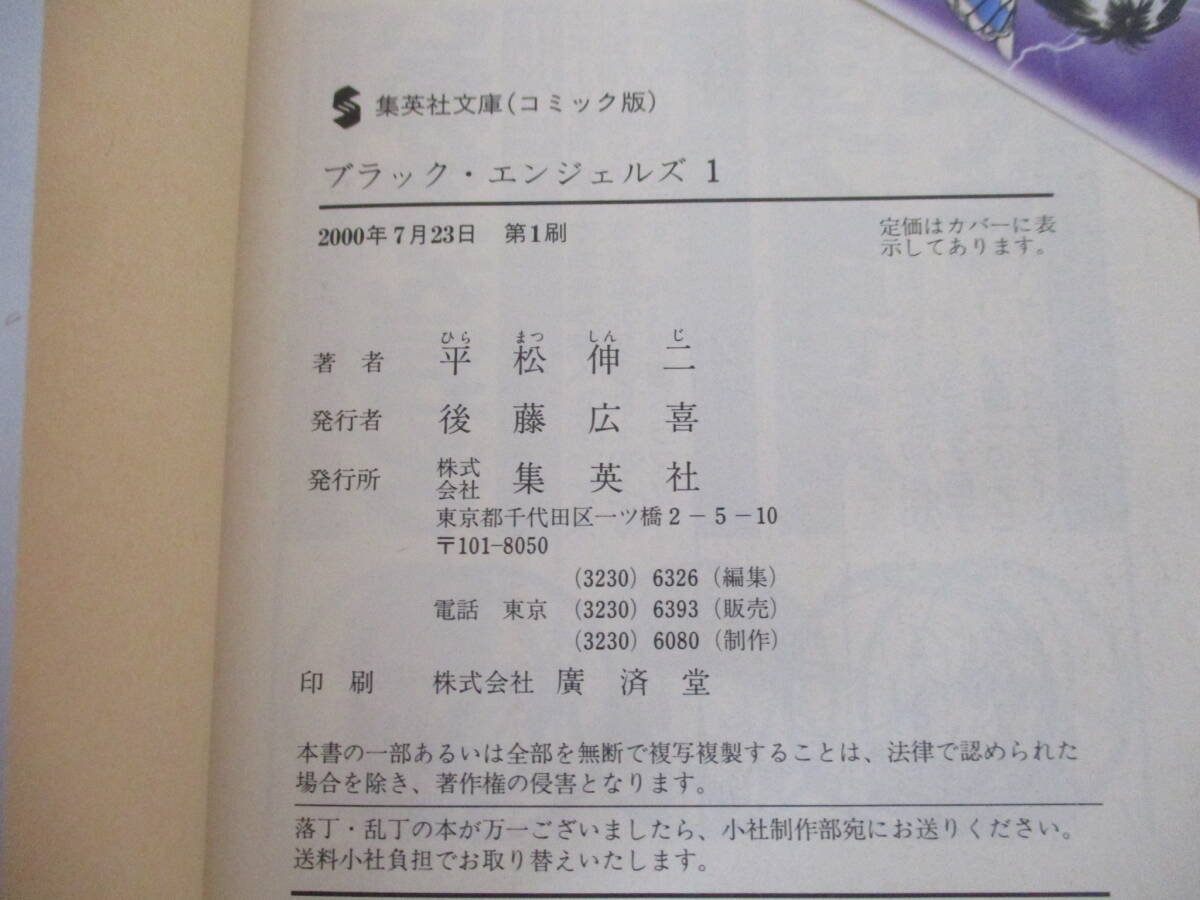 集英社文庫(コミック版)
ブラック・エンジェルズ 1
2000年7月23日 第1刷
定価はカバーに表
示してあります。
ひら まつ しん じ
著者 平松伸二
発行者 後藤広喜
発行所 株式会社 集英社
東京都千代田区一ツ橋2-5-10
〒101-8050
(3230) 6326 (編集)
電話 東京 (3230) 6393 (販売)
(3230) 6080 (制作)
印刷 株式会社 廣済堂
本書の一部あるいは全部を無断で複写複製することは、法律で認められた
場合を除き、著作権の侵害となります。
落丁・乱丁の本が万一ございましたら、小社制作部宛にお送りください。
送料小社負担でお取り替えいたします。